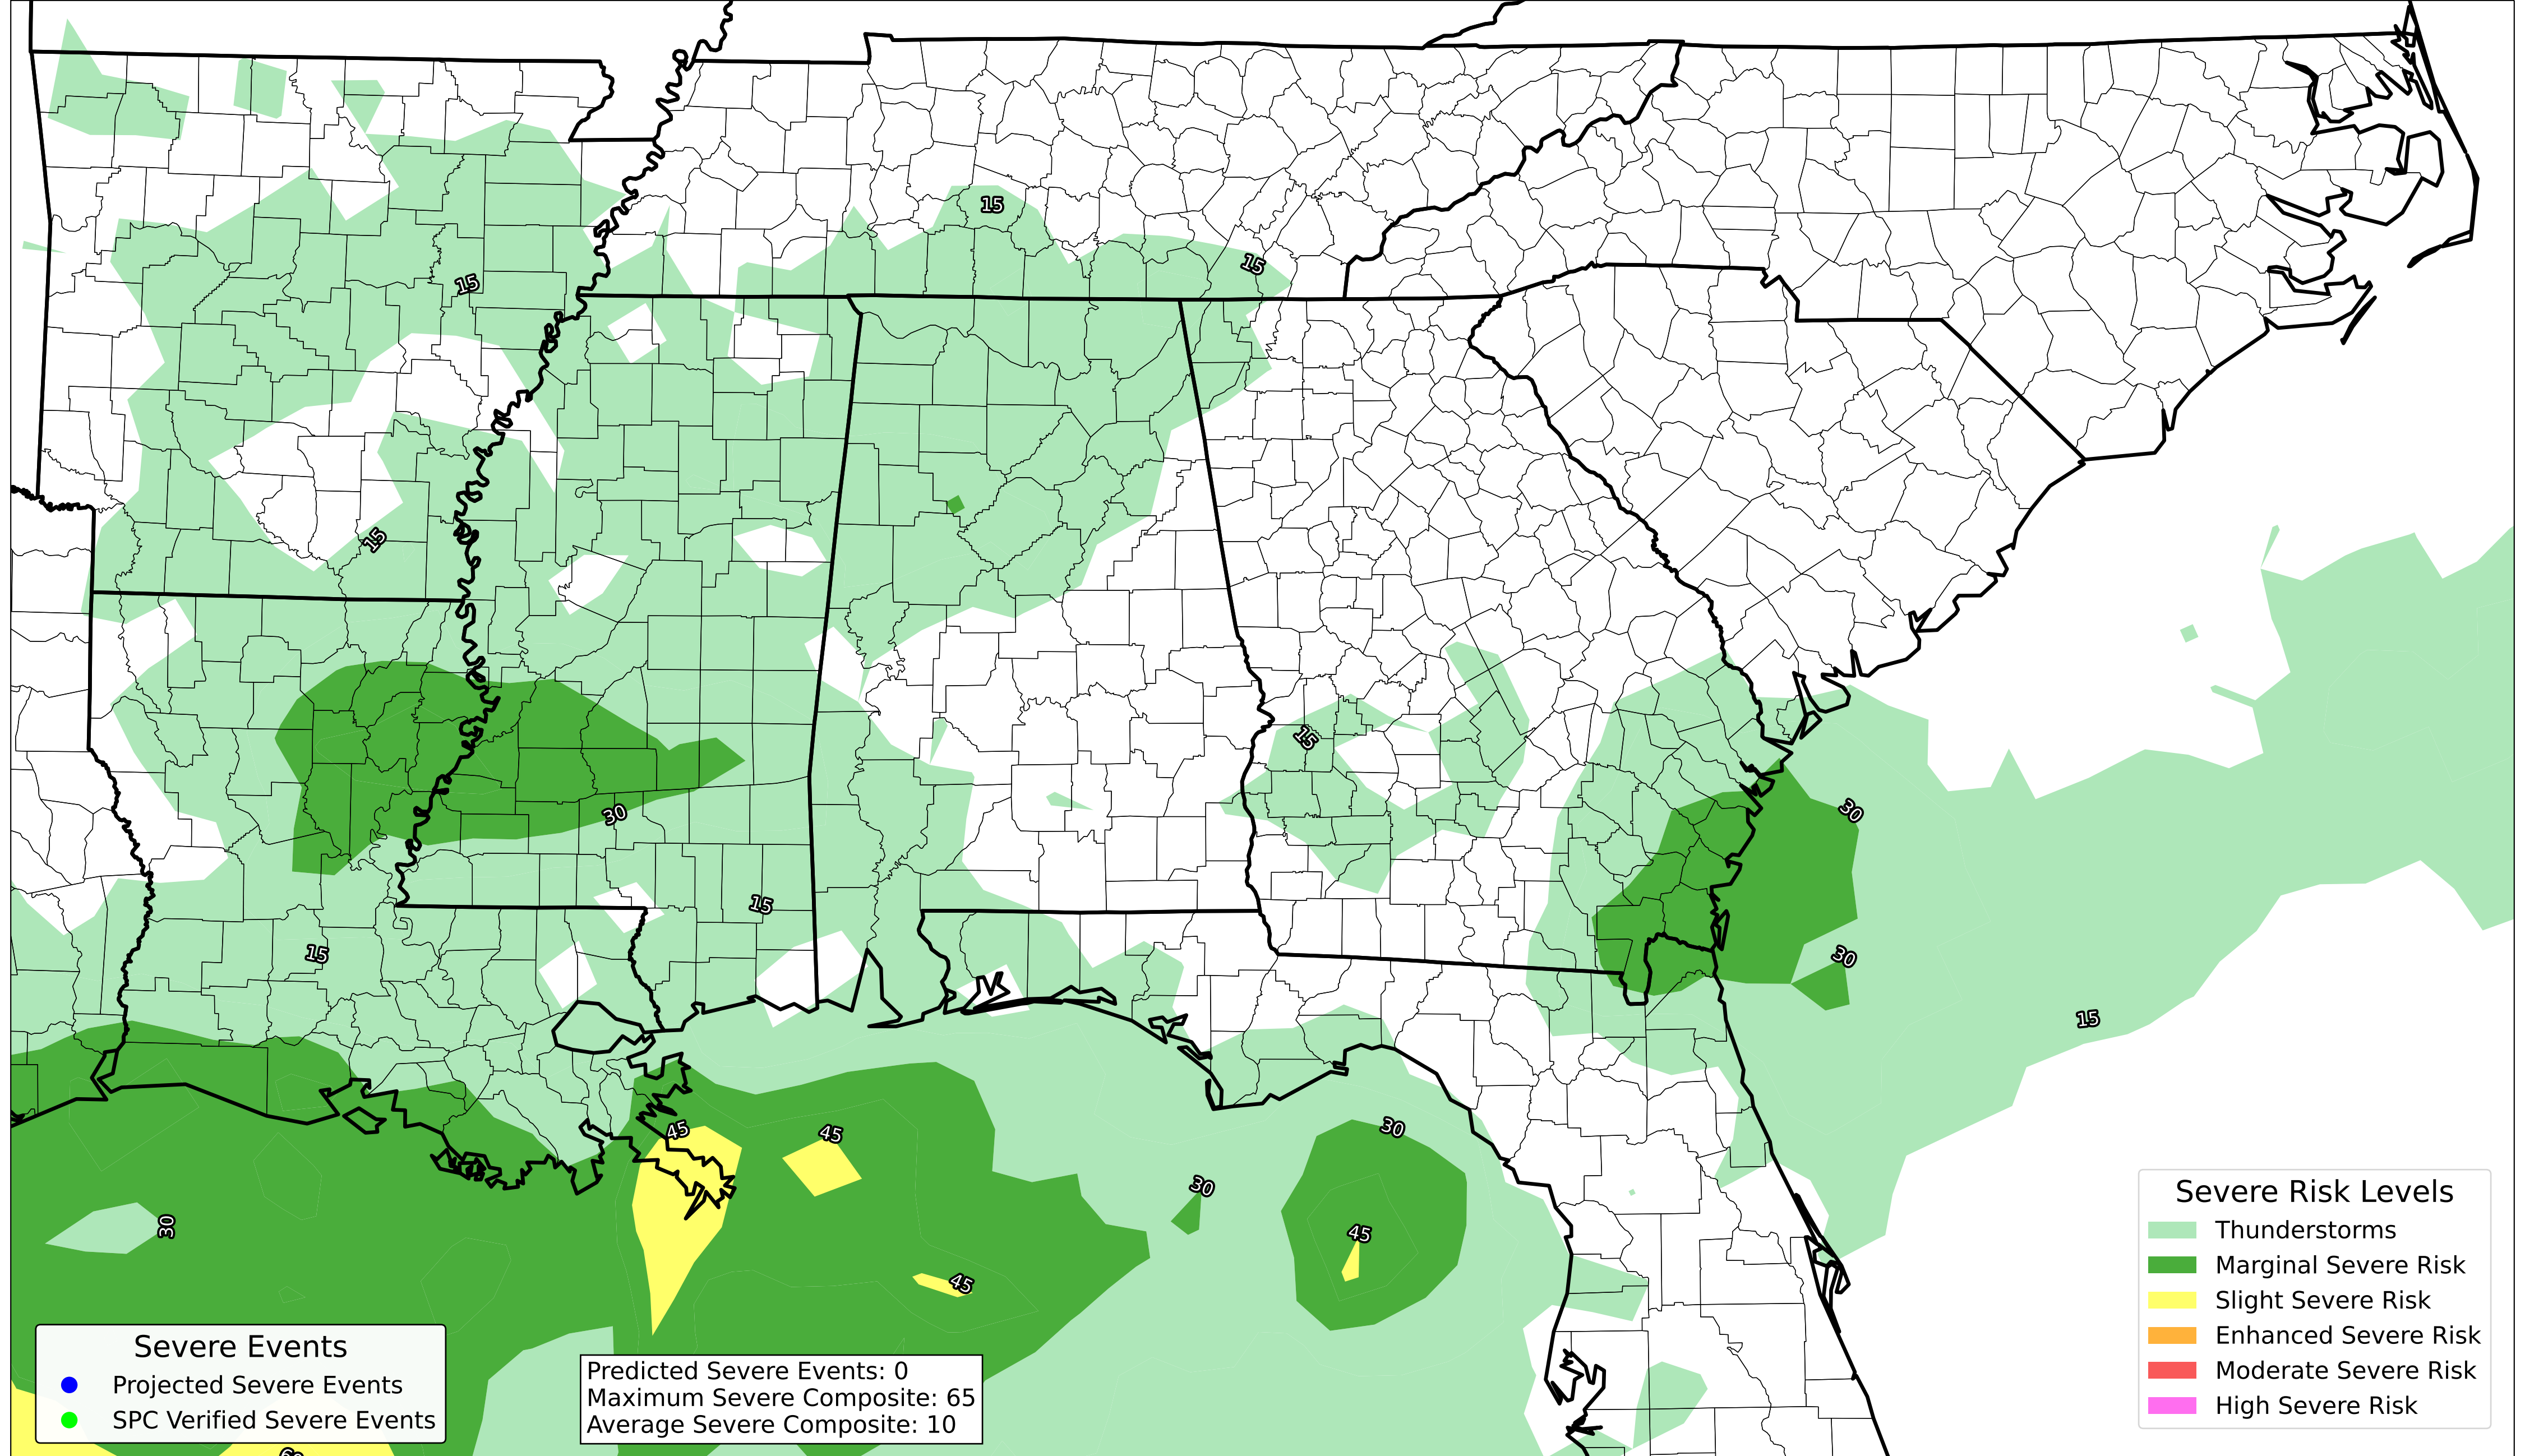 15
15
15
15
15
30
30
30
15
15
15
45
45
30
30
30
45
45
Severe Risk Levels
Thunderstorms
Marginal Severe Risk
Slight Severe Risk
Enhanced Severe Risk
Moderate Severe Risk
High Severe Risk
Severe Events
Projected Severe Events
SPC Verified Severe Events
Predicted Severe Events: 0
Maximum Severe Composite: 65
Average Severe Composite: 10